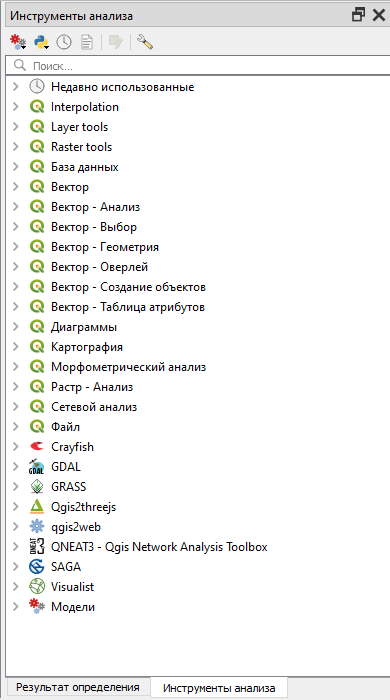 Инструменты анализа
Поиск...
Недавно использованные
Interpolation
Layer tools
Raster tools
База данных
Вектор
Вектор - Анализ
Вектор - Выбор
Вектор - Геометрия
Вектор - Оверлей
Вектор - Создание объектов
Вектор - Таблица атрибутов
Диаграммы
Картография
Морфометрический анализ
Растр - Анализ
Сетевой анализ
Файл
Crayfish
GDAL
GRASS
Qgis2threejs
qgis2web
QNEAT3 - Qgis Network Analysis Toolbox
SAGA
Visualist
Модели
Результат определения Инструменты анализа